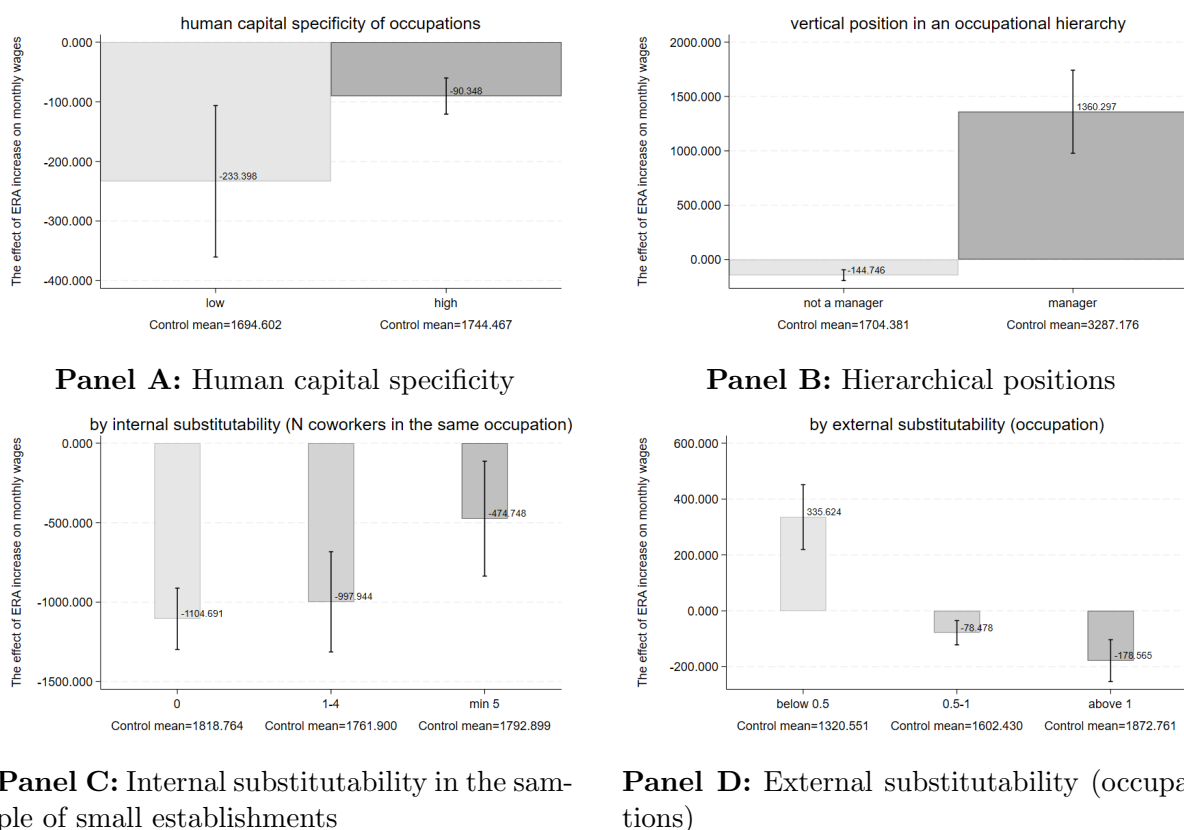 human capital specificity of occupations
The effect of ERA increase on monthly wages
0.000
-100.000
-200.000
-300.000
-400.000
-233.398
-90.348
low high
Control mean=1694.602 Control mean=1744.467
Panel A: Human capital specificity
vertical position in an occupational hierarchy
The effect of ERA increase on monthly wages
2000.000
1500.000
1000.000
500.000
0.000
-144.746
1360.297
not a manager manager
Control mean=1704.381 Control mean=3287.176
Panel B: Hierarchical positions
by internal substitutability (N coworkers in the same occupation)
The effect of ERA increase on monthly wages
0.000
-500.000
-1000.000
-1500.000
-1104.691
-997.944
-474.748
0 1-4 min 5
Control mean=1818.764 Control mean=1761.900 Control mean=1792.899
Panel C: Internal substitutability in the sam-
ple of small establishments
by external substitutability (occupation)
The effect of ERA increase on monthly wages
600.000
400.000
200.000
0.000
-200.000
335.624
-78.478
-178.565
below 0.5 0.5-1 above 1
Control mean=1320.551 Control mean=1602.430 Control mean=1872.761
Panel D: External substitutability (occupa
tions)